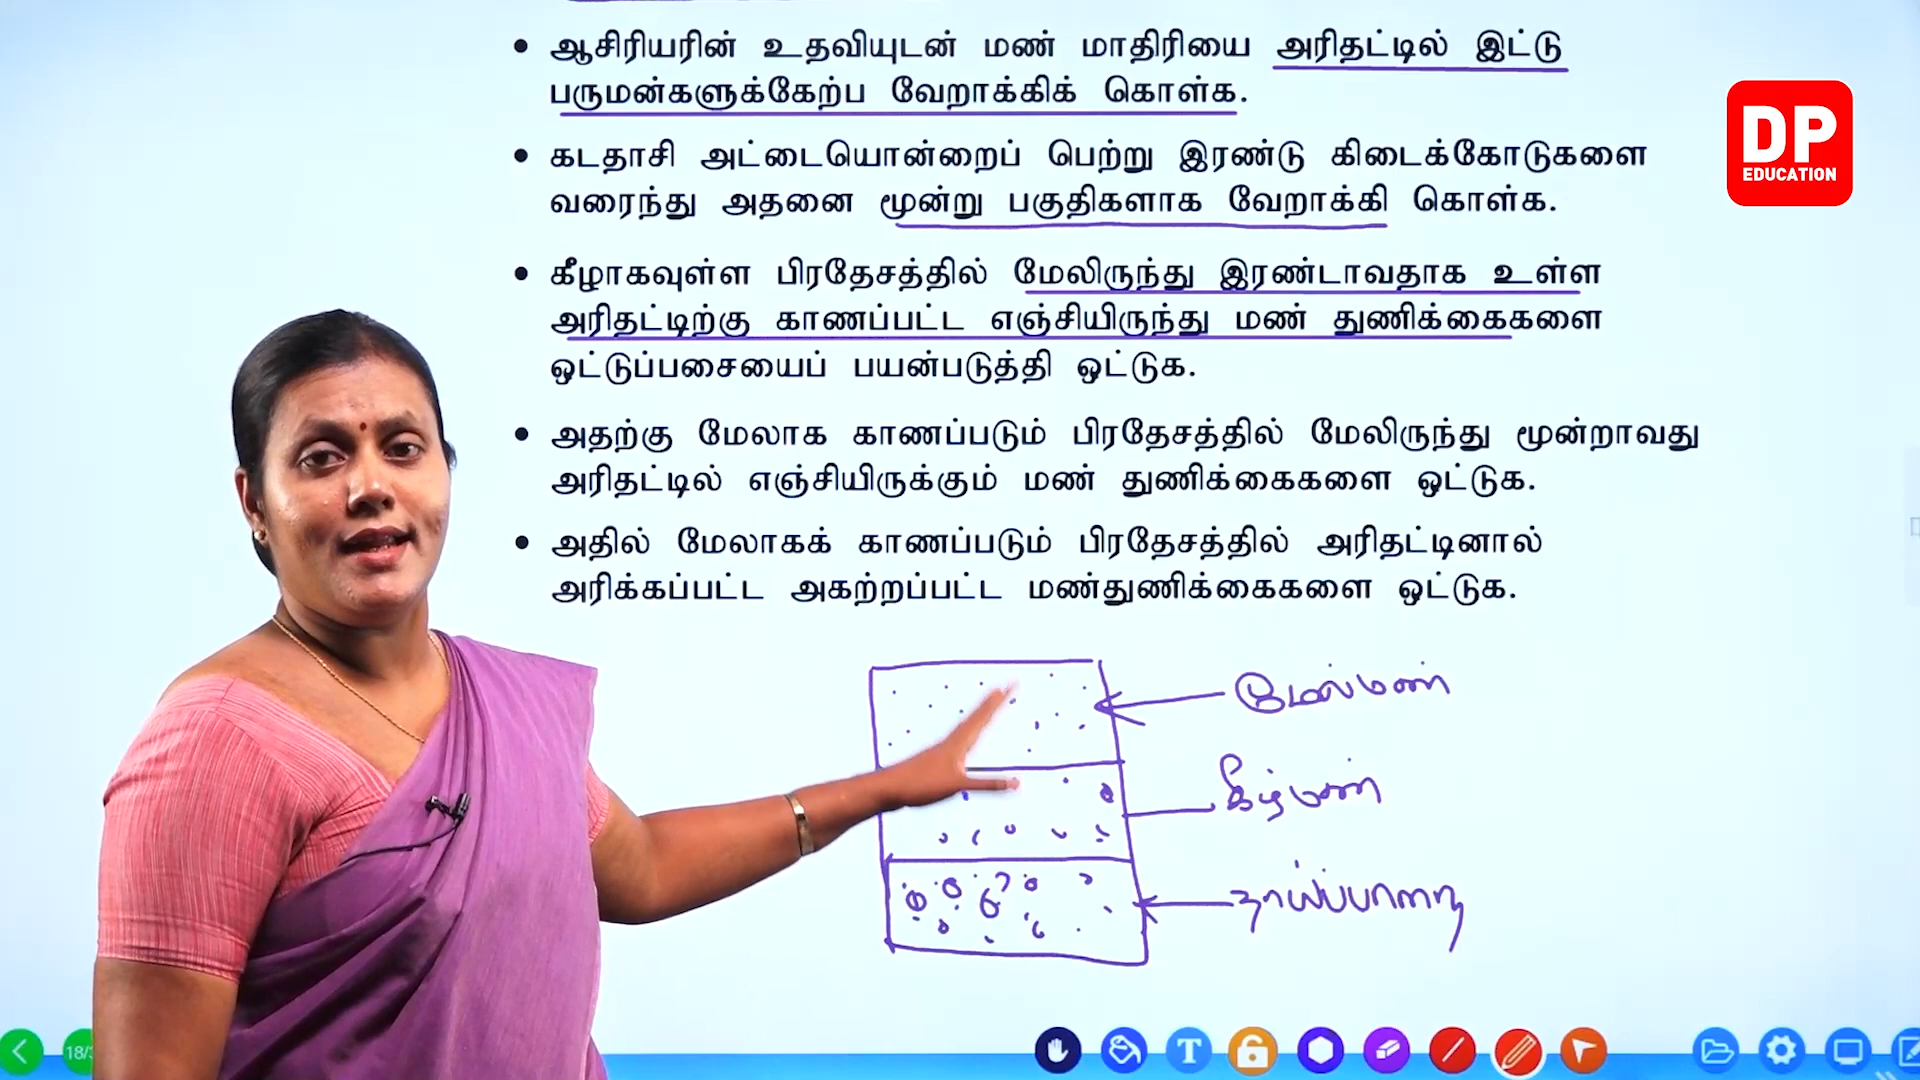 ஆசிரியரின் உதவியுடன் மண் மாதிரியை அரிதட்டில் இட்டு
பருமன்களுக்கேற்ப வேறாக்கிக் கொள்க.
கடதாசி அட்டையொன்றைப் பெற்று இரண்டு கிடைக்கோடுகளை
வரைந்து அதனை மூன்று பகுதிகளாக வேறாக்கி கொள்க.
கீழாகவுள்ள பிரதேசத்தில் மேலிருந்து இரண்டாவதாக உள்ள
அரிதட்டிற்கு காணப்பட்ட எஞ்சியிருந்து மண் துணிக்கைகளை
ஒட்டுப்பசையைப் பயன்படுத்தி ஒட்டுக.
அதற்கு மேலாக காணப்படும் பிரதேசத்தில் மேலிருந்து மூன்றாவது
அரிதட்டில் எஞ்சியிருக்கும் மண் துணிக்கைகளை ஒட்டுக.
அதில் மேலாகக் காணப்படும் பிரதேசத்தில் அரிதட்டினால்
அரிக்கப்பட்ட அகற்றப்பட்ட மண்துணிக்கைகளை ஒட்டுக.
மேல்மண்
கீழ்மண்
தாய்ப்பாறை
DP
EDUCATION
T